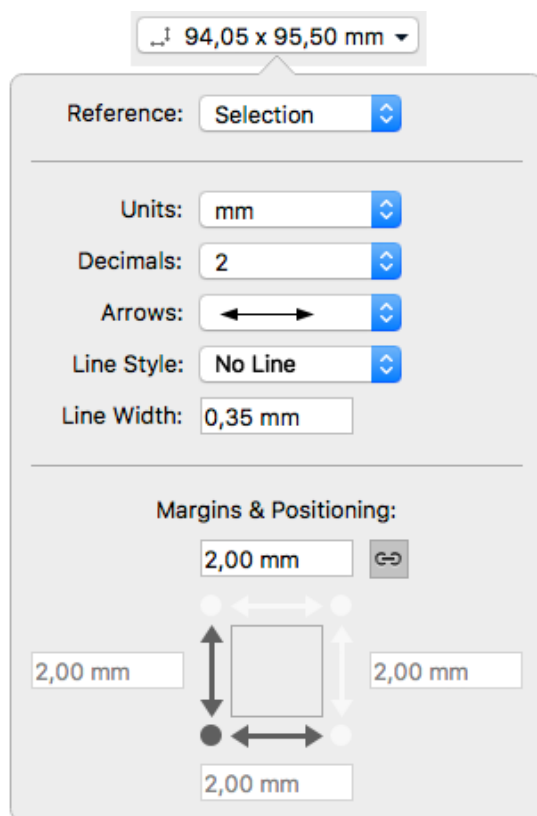 94,05 x 95,50 mm
Reference: Selection
Units: mm
Decimals: 2
Arrows:
Line Style: No Line
Line Width: 0,35 mm
Margins & Positioning:
2,00 mm
2,00 mm 2,00 mm
2,00 mm